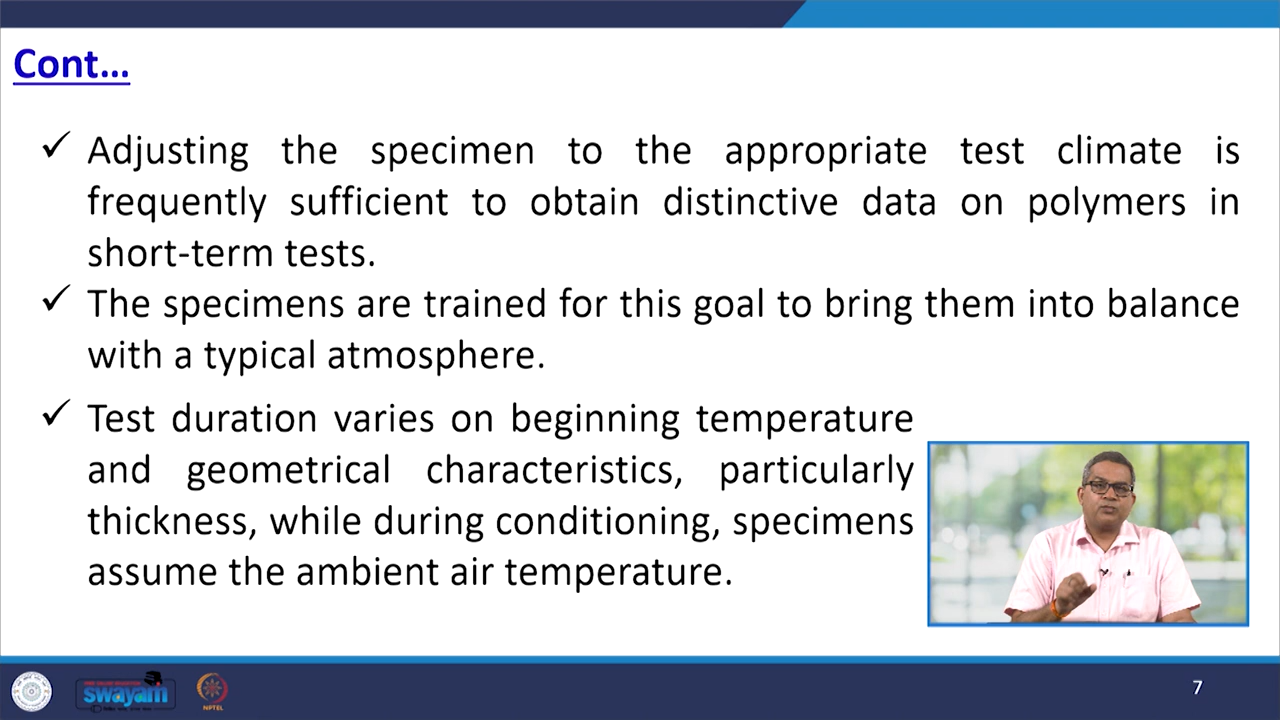 Cont...
✓ Adjusting the specimen to the appropriate test climate is
frequently sufficient to obtain distinctive data on polymers in
short-term tests.
✓ The specimens are trained for this goal to bring them into balance
with a typical atmosphere.
✓ Test duration varies on beginning temperature
and geometrical characteristics, particularly
thickness, while during conditioning, specimens
assume the ambient air temperature.
swayam
NPTEL
7